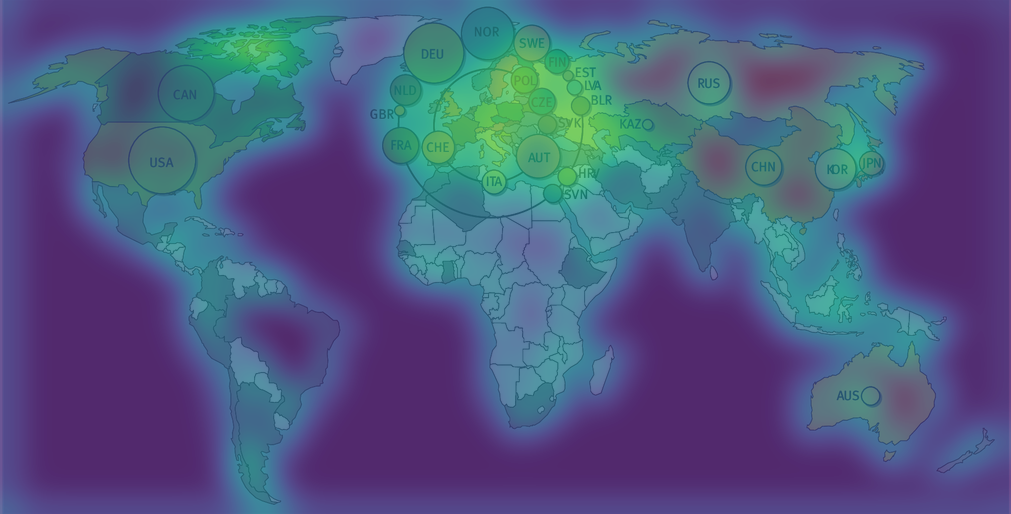 NOR
DEU
SWE
FIN
EST
POL
LVA
RUS
NLD
CAN
CZE
BLR
GBR
SVK
KAZ
FRA
CHE
AUT
USA
CHN
KOR
JPN
HRV
ITA
SVN
AUS